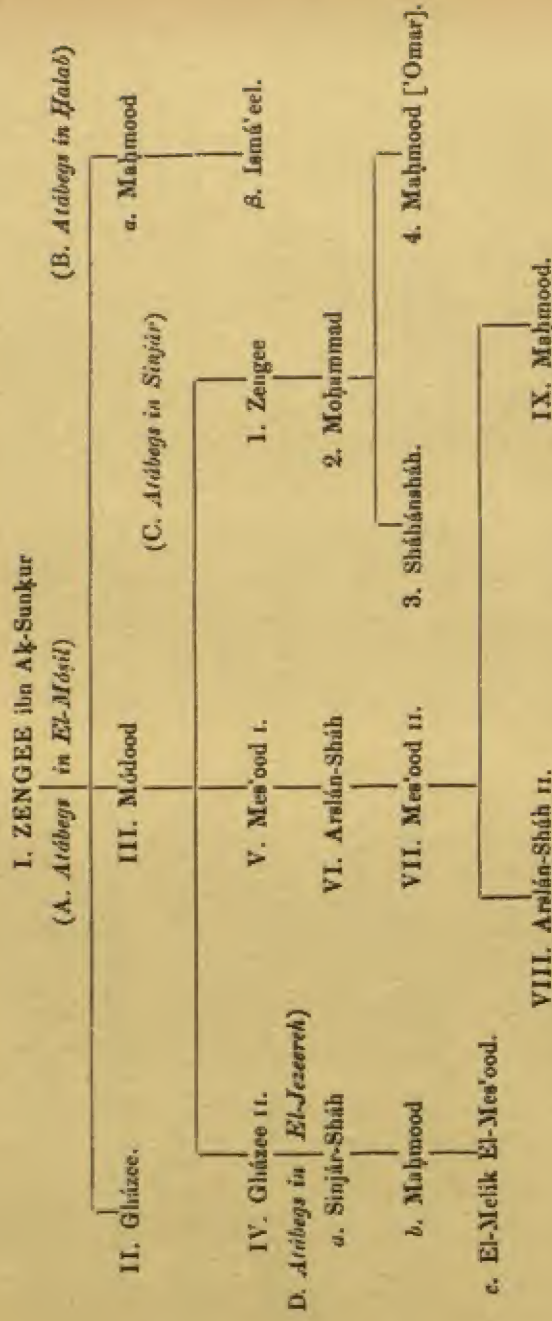 I. ZENGEE ibn Aḳ-Sunḳur
(A. Atábegs in El-Móṣil)
(B. Atábegs in Ḥalab)
II. Gházee.
III. Módood
α. Maḥmood
(C. Atábegs in Sinjár)
β. Ismá'eel.
IV. Gházee II.
V. Mes'ood I.
1. Zengee
D. Atábegs in El-Jezeereh)
a. Sinjár-Sháh
VI. Arslán-Sháh
2. Moḥammad
b. Maḥmood
VII. Mes'ood II.
3. Sháhánsháh.
4. Maḥmood ['Omar].
c. El-Melik El-Mes'ood.
VIII. Arslán-Sháh II.
IX. Maḥmood.